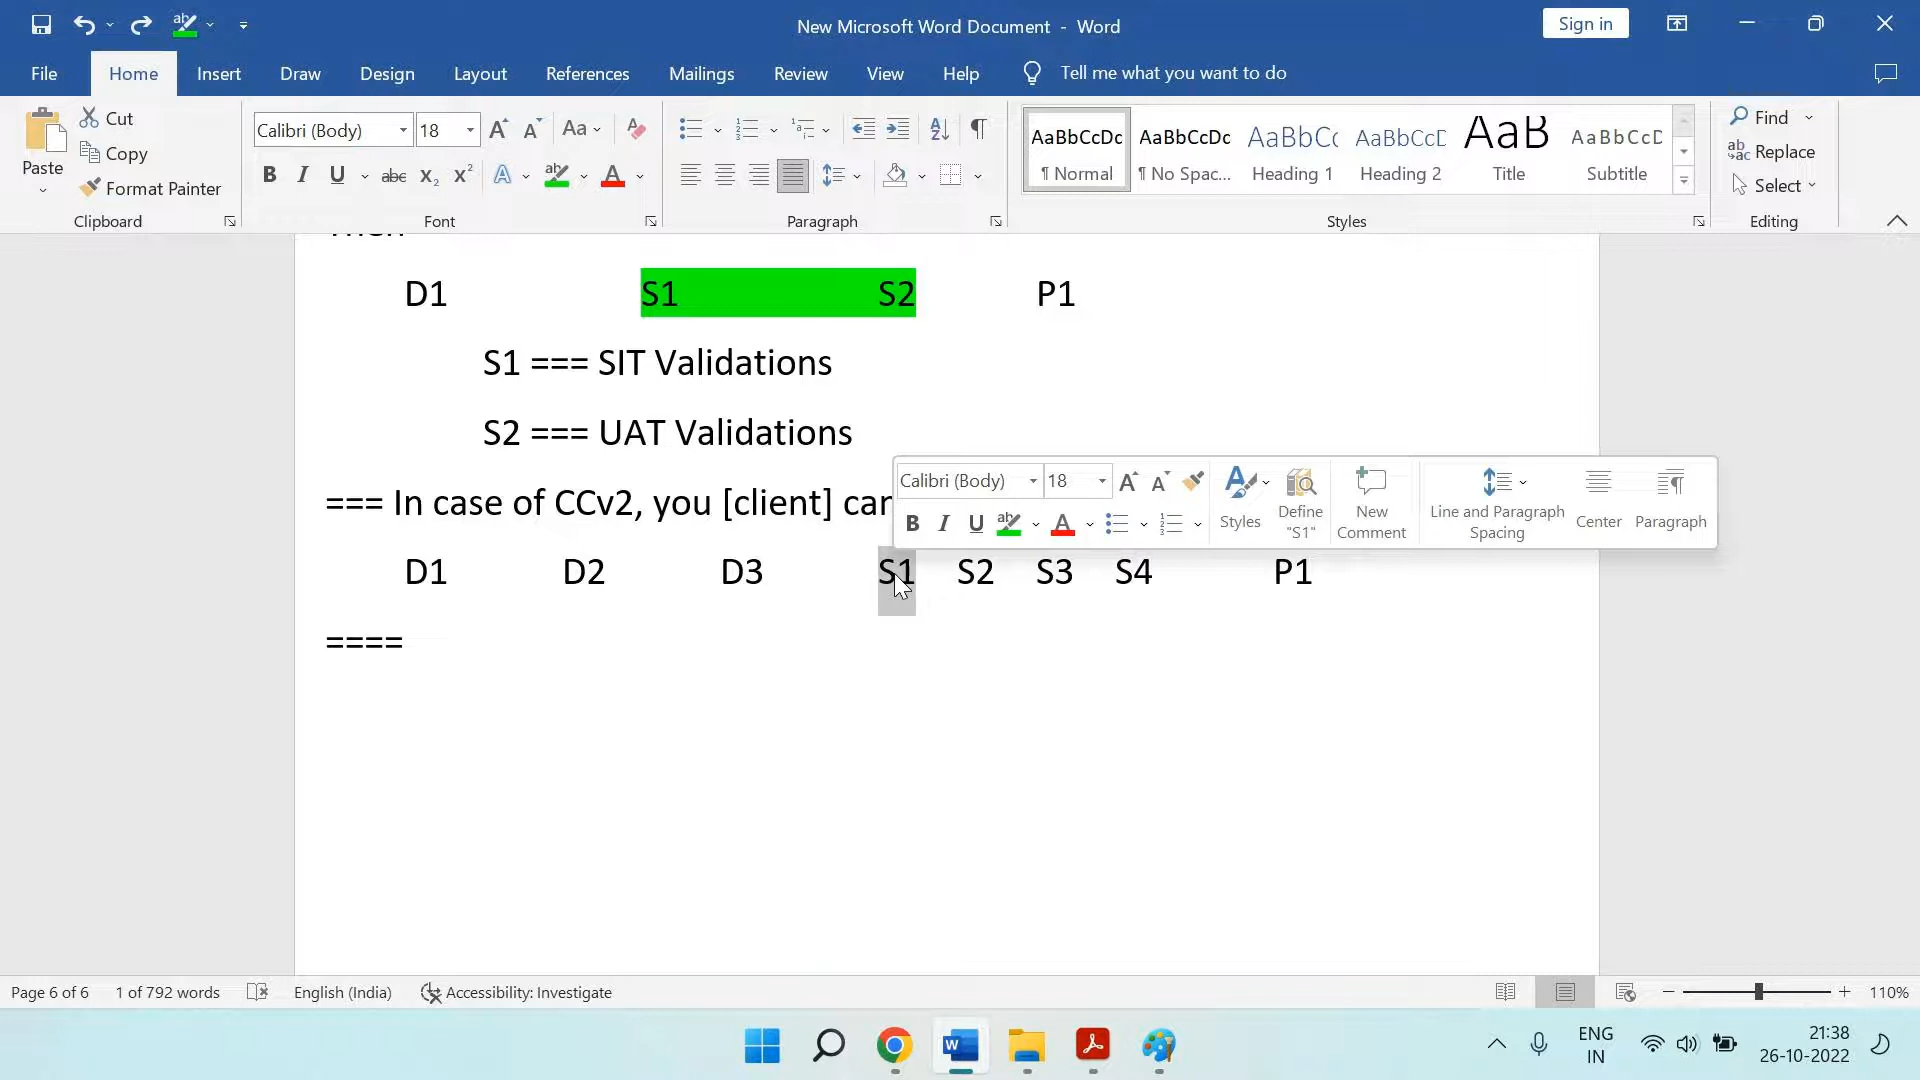 New Microsoft Word Document - Word
Sign in
File Home Insert Draw Design Layout References Mailings Review View Help Tell me what you want to do
Paste
Cut
Copy
Format Painter
Clipboard
Calibri (Body) 18
Font
Paragraph
AaBbCcDc AaBbCcDc AaBbCc AaBbCcD AaB AaBbCcD
¶ Normal ¶ No Spac... Heading 1 Heading 2 Title Subtitle
Styles
Find
Replace
Select
Editing
D1 S1 S2 P1
S1 === SIT Validations
S2 === UAT Validations
=== In case of CCv2, you [client] can
Calibri (Body) 18
Styles
Define "S1"
New Comment
Line and Paragraph Spacing
Center
Paragraph
D1 D2 D3 S1 S2 S3 S4 P1
====
Page 6 of 6 1 of 792 words English (India) Accessibility: Investigate 110%
ENG
IN
21:38
26-10-2022